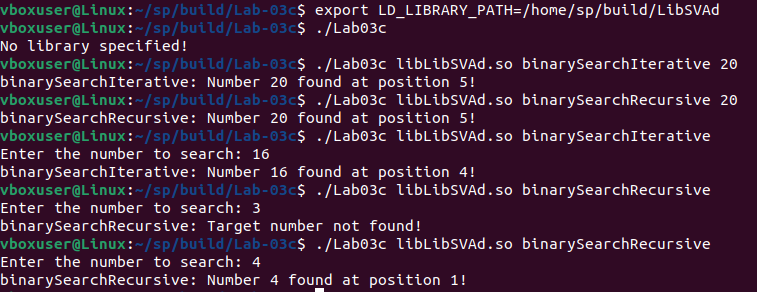 vboxuser@Linux:~/sp/build/Lab-03c$ export LD_LIBRARY_PATH=/home/sp/build/LibSVAd
vboxuser@Linux:~/sp/build/Lab-03c$ ./Lab03c
No library specified!
vboxuser@Linux:~/sp/build/Lab-03c$ ./Lab03c libLibSVAd.so binarySearchIterative 20
binarySearchIterative: Number 20 found at position 5!
vboxuser@Linux:~/sp/build/Lab-03c$ ./Lab03c libLibSVAd.so binarySearchRecursive 20
binarySearchRecursive: Number 20 found at position 5!
vboxuser@Linux:~/sp/build/Lab-03c$ ./Lab03c libLibSVAd.so binarySearchIterative
Enter the number to search: 16
binarySearchIterative: Number 16 found at position 4!
vboxuser@Linux:~/sp/build/Lab-03c$ ./Lab03c libLibSVAd.so binarySearchRecursive
Enter the number to search: 3
binarySearchRecursive: Target number not found!
vboxuser@Linux:~/sp/build/Lab-03c$ ./Lab03c libLibSVAd.so binarySearchRecursive
Enter the number to search: 4
binarySearchRecursive: Number 4 found at position 1!